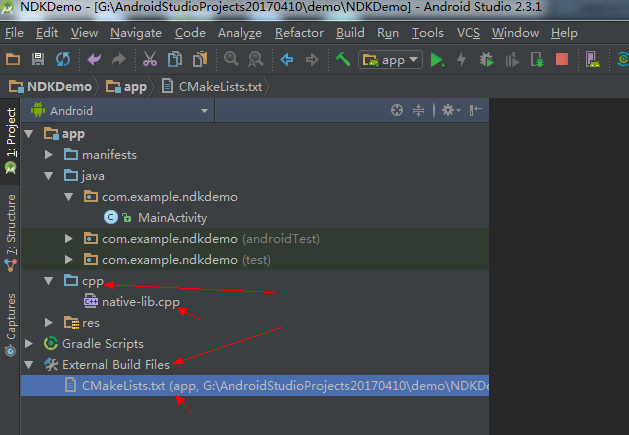 NDKDemo - [G:\AndroidStudioProjects20170410\demo\NDKDemo] - Android Studio 2.3.1
File Edit View Navigate Code Analyze Refactor Build Run Tools VCS Window
app
NDKDemo app CMakeLists.txt
1: Project
Z: Structure
Captures
Android
app
manifests
java
com.example.ndkdemo
MainActivity
com.example.ndkdemo (androidTest)
com.example.ndkdemo (test)
cpp
native-lib.cpp
res
Gradle Scripts
External Build Files
CMakeLists.txt (app, G:\AndroidStudioProjects20170410\demo\NDKDe